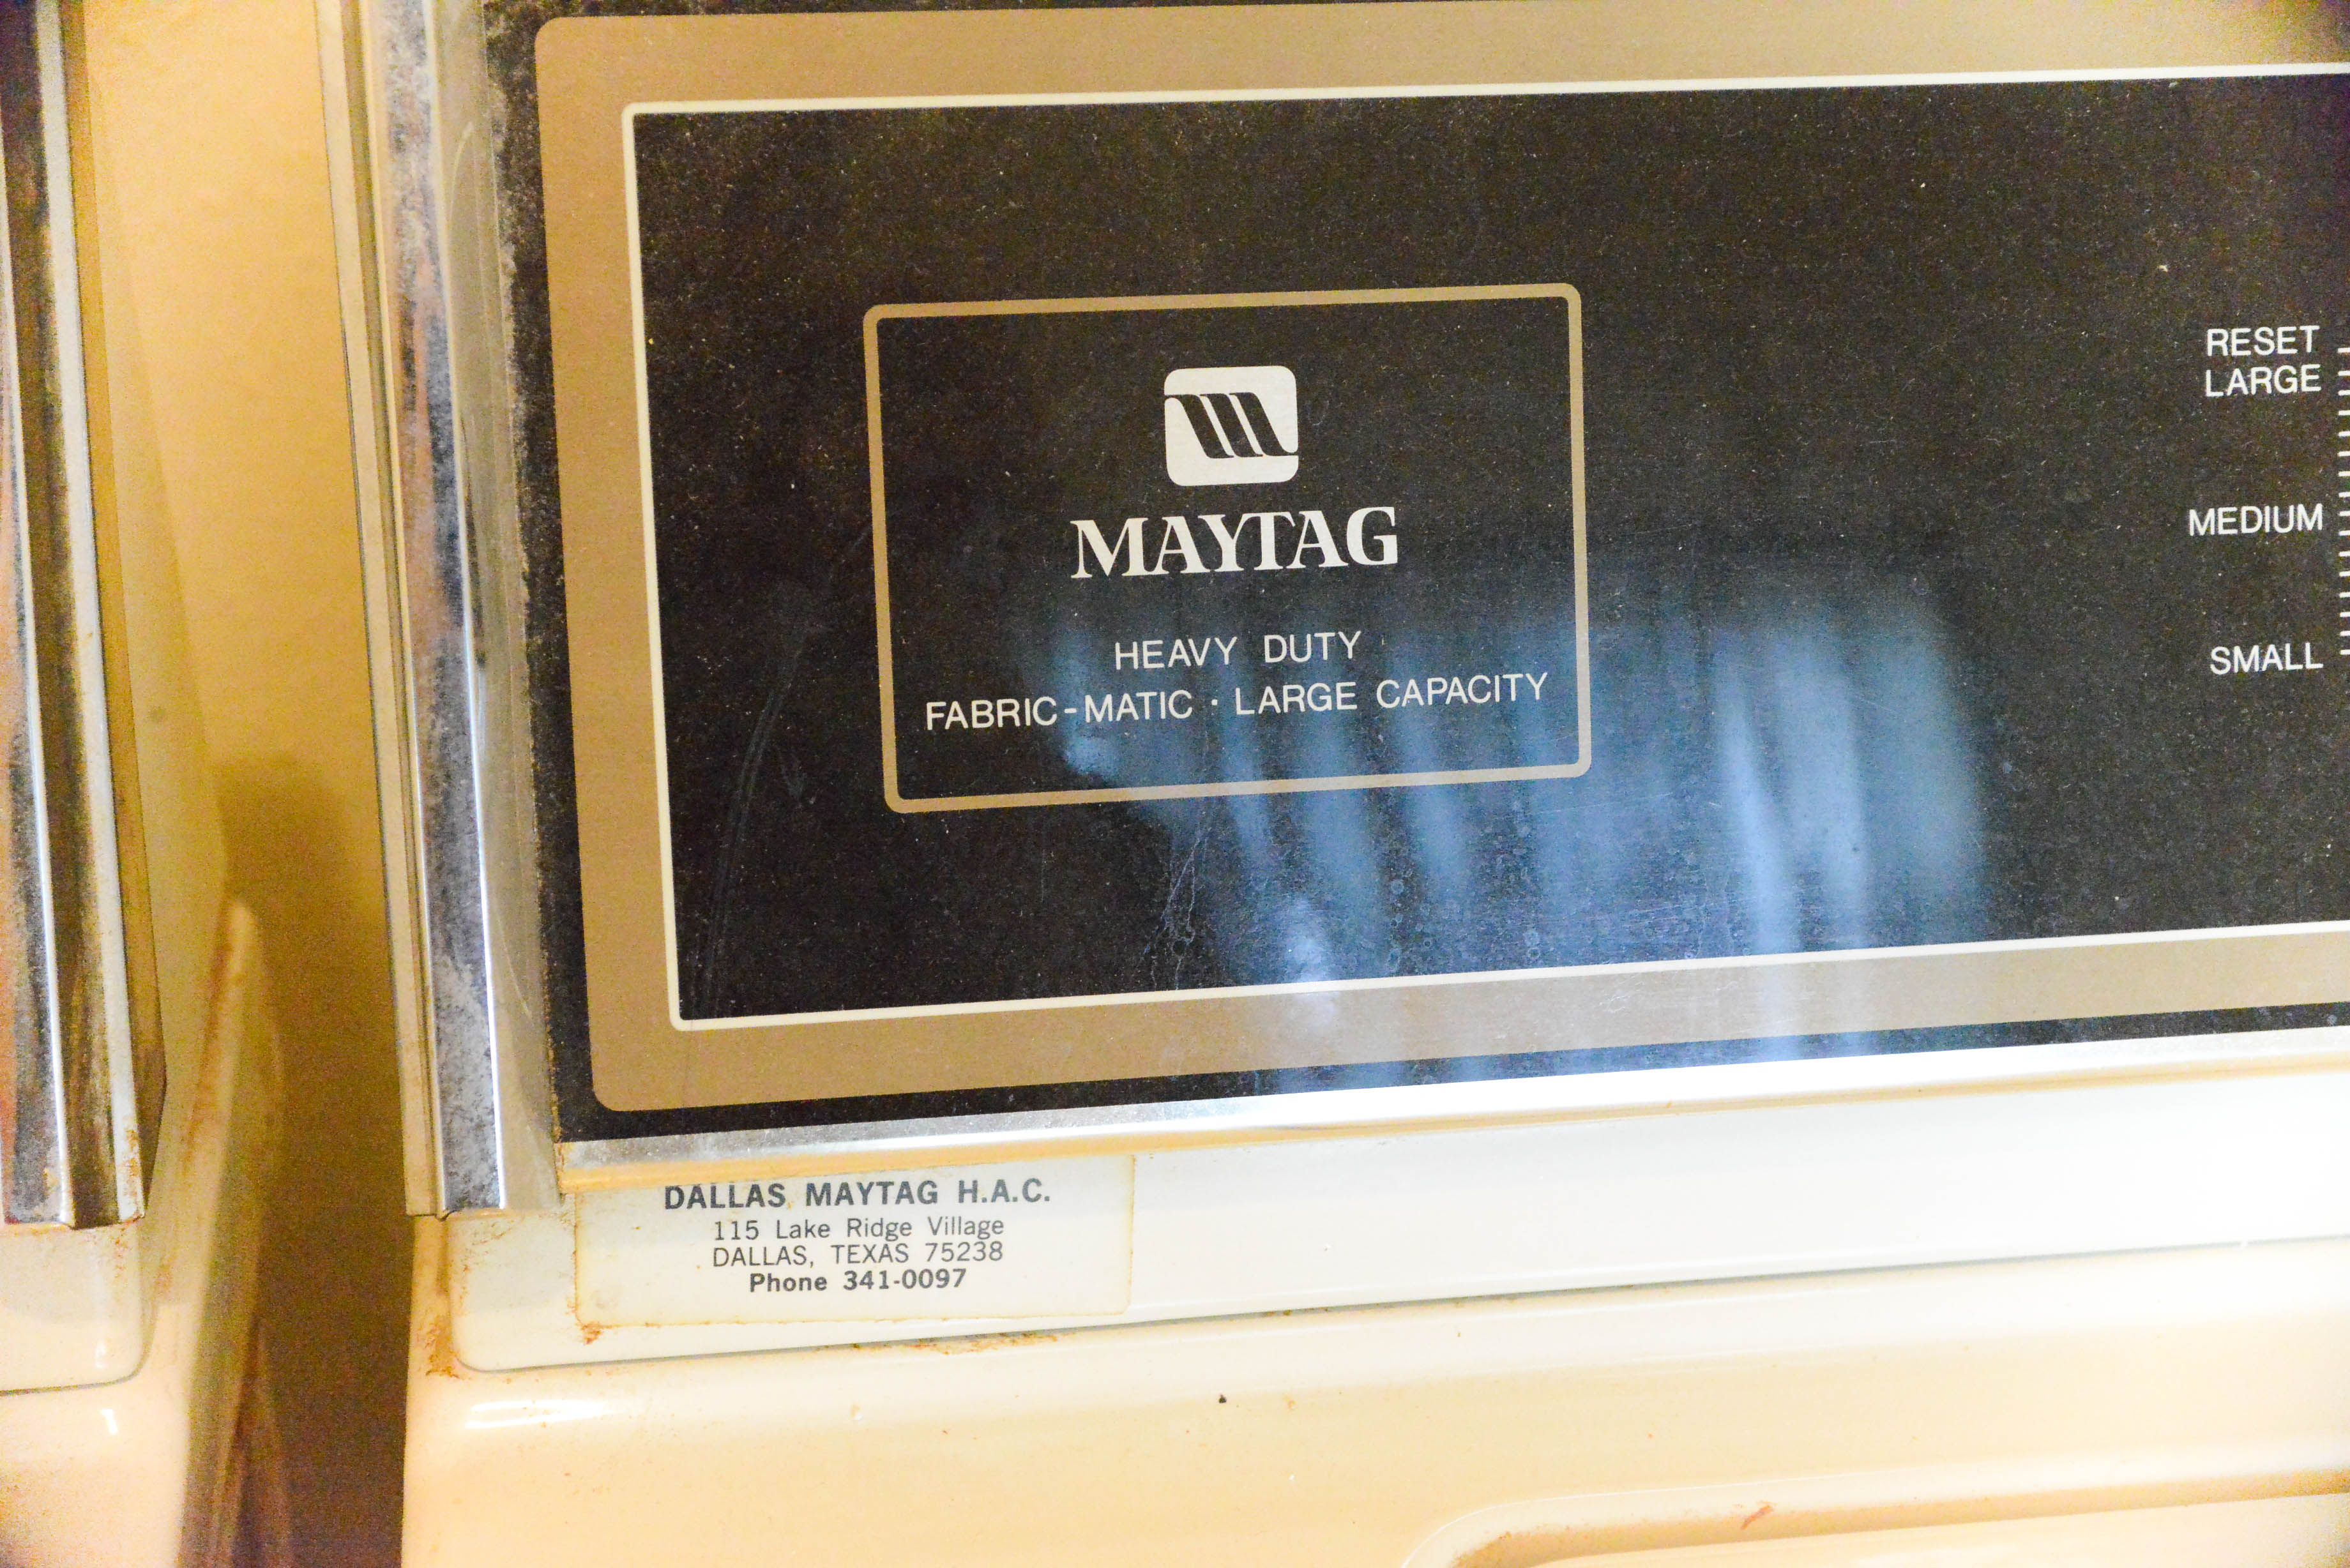 MAYTAG
HEAVY DUTY
FABRIC-MATIC · LARGE CAPACITY
RESET
LARGE
MEDIUM
SMALL
DALLAS MAYTAG H.A.C.
115 Lake Ridge Village
DALLAS, TEXAS 75238
Phone 341-0097